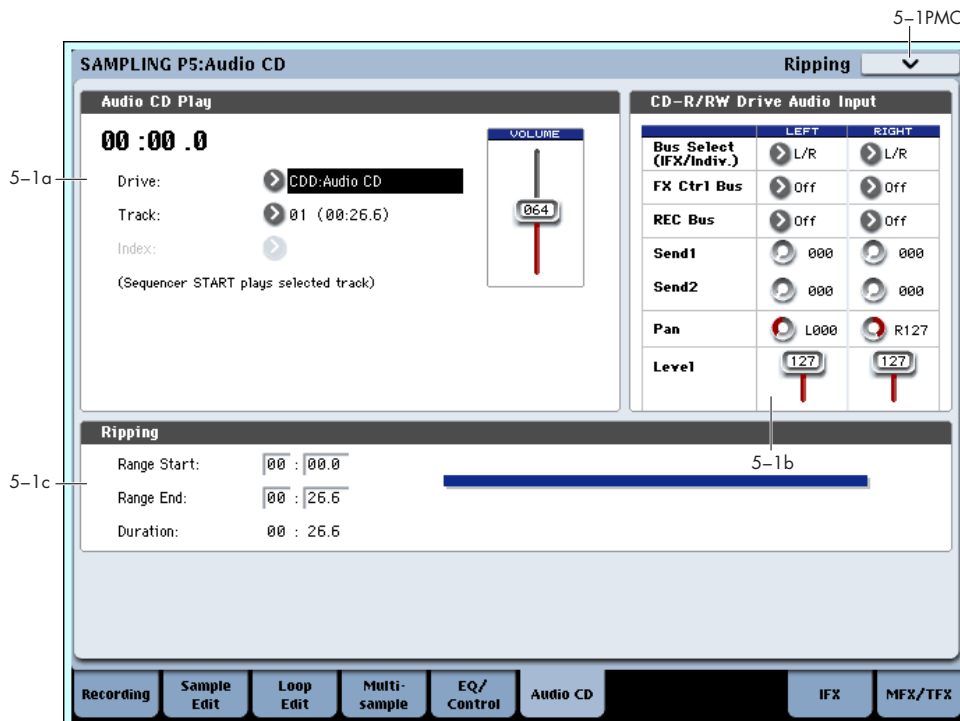 5–1PMC
SAMPLING P5:Audio CD
Ripping
Audio CD Play
00 :00 .0
Drive:
CDD:Audio CD
Track:
01 (00:26.6)
Index:
(Sequencer START plays selected track)
VOLUME
064
5–1a
CD-R/RW Drive Audio Input
LEFT RIGHT
Bus Select
(IFX/Indiv.)
L/R L/R
FX Ctrl Bus Off Off
REC Bus Off Off
Send1 000 000
Send2 000 000
Pan L000 R127
Level 127 127
5–1b
Ripping
5–1c
Range Start: 00 : 00.0
Range End: 00 : 26.6
Duration: 00 : 26.6
Recording
Sample
Edit
Loop
Edit
Multi-
sample
EQ/
Control
Audio CD
IFX
MFX/TFX